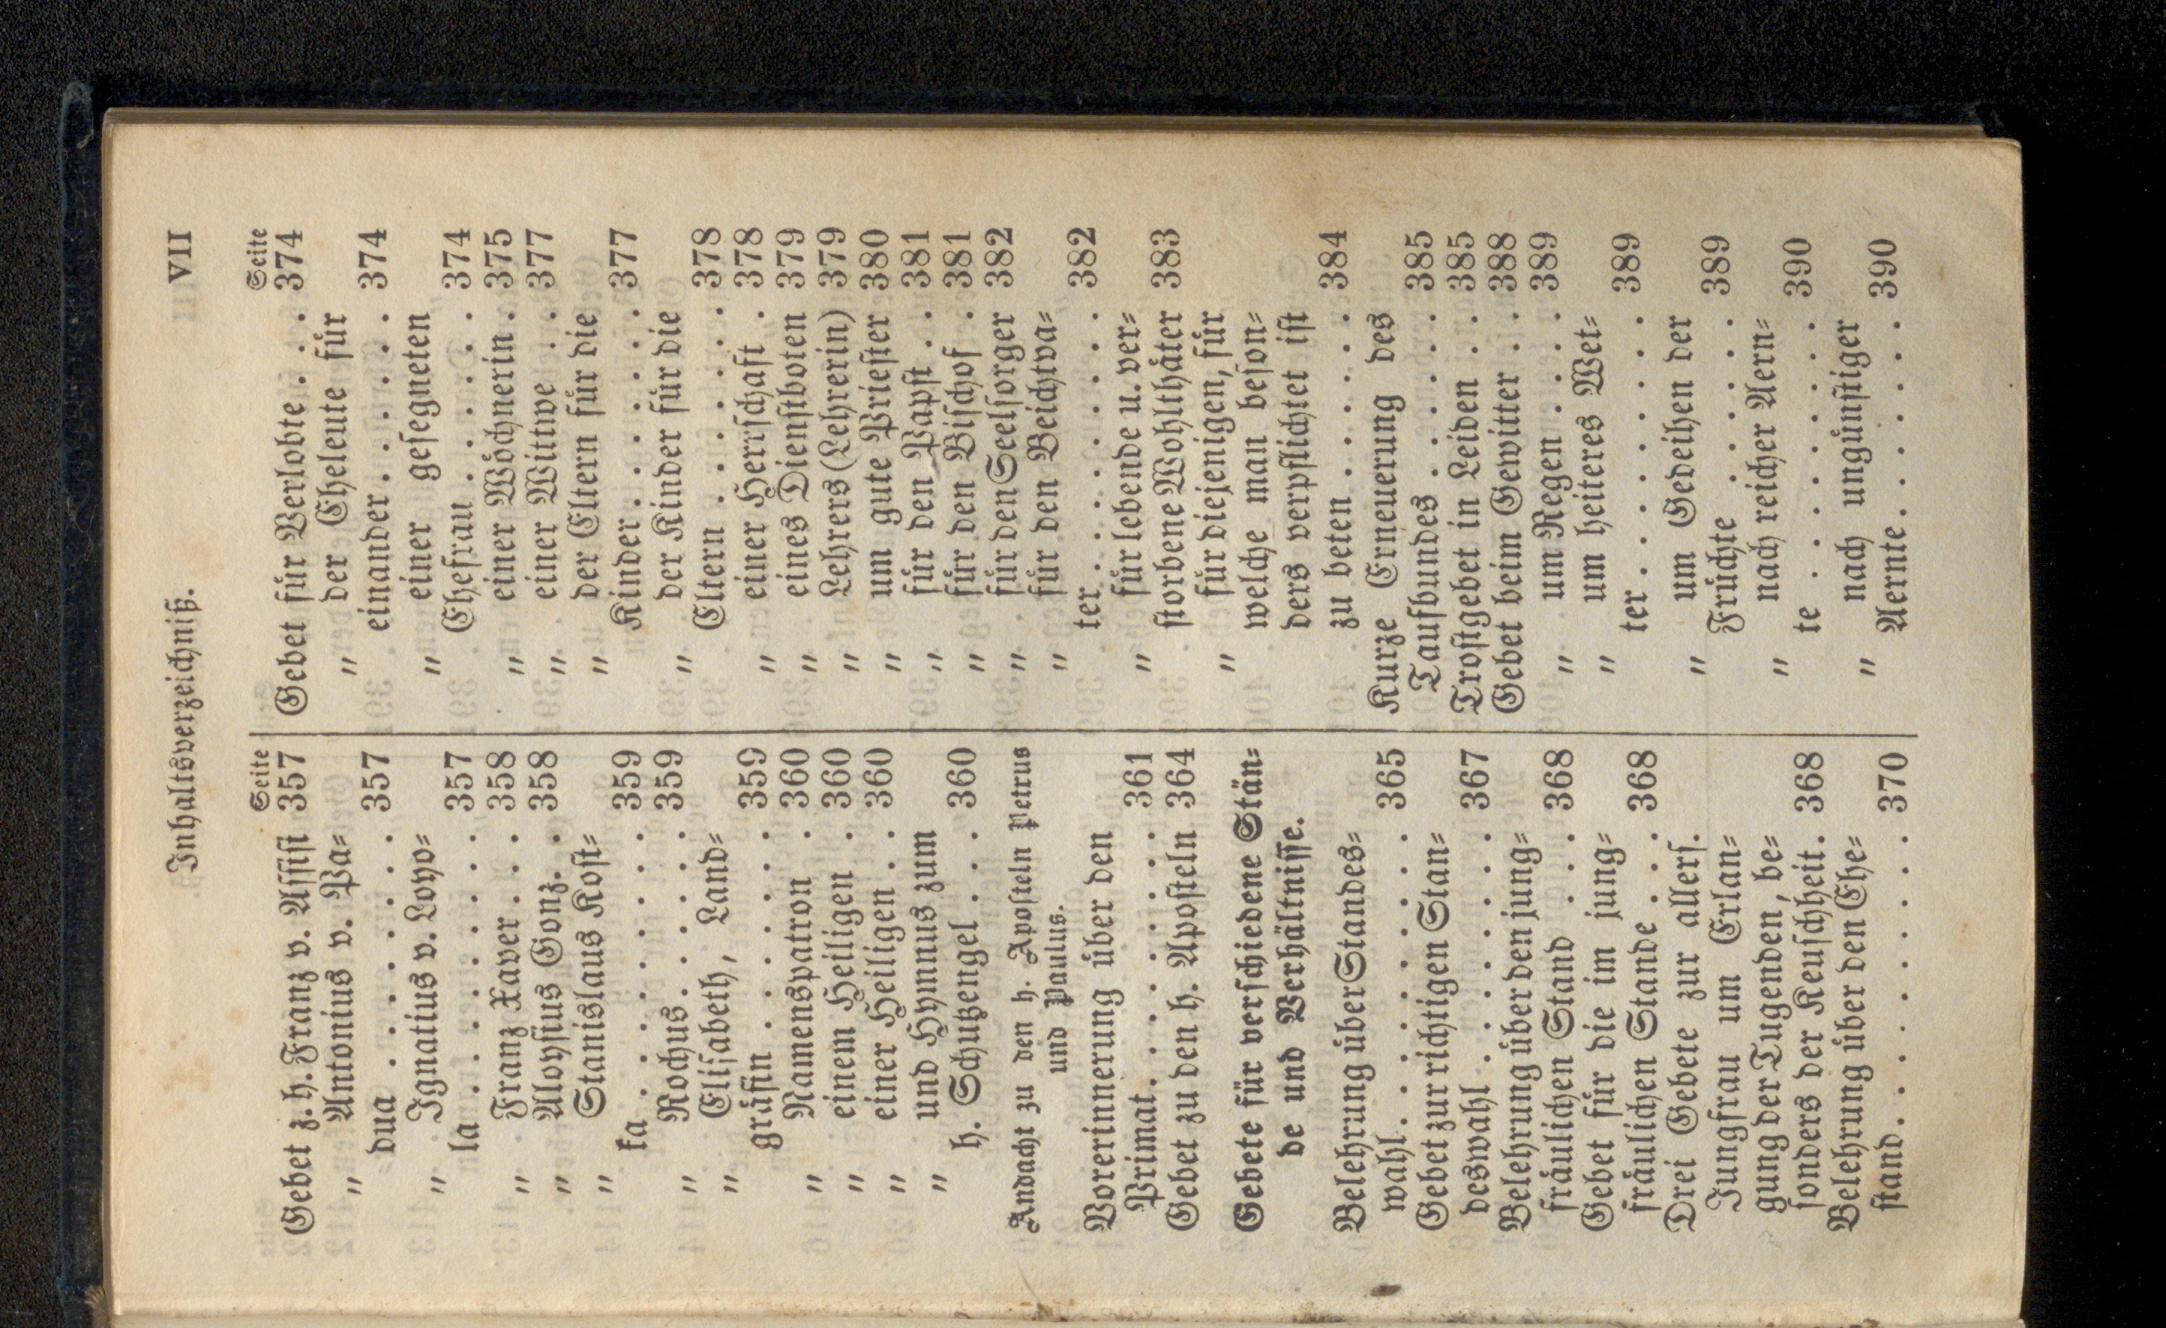 Inhaltsverzeichniß. VII
Seite
Gebet z. h. Franz v. Assisi 357
„ Antonius v. Pa-
dua . . . . . . 357
„ Ignatius v. Loyo-
la . . . . . . . 357
„ Franz Xaver . . . 358
„ Aloysius Gonz. . 358
„ Stanislaus Kost-
ka . . . . . . . 359
„ Rochus . . . . . 359
„ Elisabeth, Land-
gräfin . . . . . 359
„ Namenspatron . 360
„ einem Heiligen . 360
„ einer Heiligen . . 360
„ und Hymnus zum
h. Schutzengel . . . 360
Andacht zu den h. Aposteln Petrus
und Paulus.
Vorerinnerung über den
Primat . . . . . . . 361
Gebet zu den h. Aposteln 364
Gebete für verschiedene Stän-
de und Verhältnisse.
Belehrung über Standes-
wahl . . . . . . . . 365
Gebet zur richtigen Stan-
deswahl . . . . . . 367
Belehrung über den jung-
fräulichen Stand . . . 368
Gebet für die im jung-
fräulichen Stande . . . 368
Drei Gebete zur allers.
Jungfrau um Erlan-
gung der Tugenden, be-
sonders der Keuschheit . 368
Belehrung über den Ehe-
stand . . . . . . . . 370
Seite
Gebet für Verlobte . . . 374
„ der Eheleute für
einander . . . . . 374
„ einer gesegneten
Ehefrau . . . . . 374
„ einer Wöchnerin . 375
„ einer Wittwe . . 377
„ der Eltern für die
Kinder . . . . . 377
„ der Kinder für die
Eltern . . . . . 378
„ einer Herrschaft . 378
„ eines Dienstboten 379
„ Lehrers (Lehrerin) 379
„ um gute Priester 380
„ für den Papst . . 381
„ für den Bischof . 381
„ für den Seelsorger 382
„ für den Beichtva-
ter . . . . . . . 382
„ für lebende u. ver-
storbene Wohlthäter 383
„ für diejenigen, für
welche man beson-
ders verpflichtet ist
zu beten . . . . . 384
Kurze Erneuerung des
Taufbundes . . . . . 385
Trostgebet in Leiden . . 385
Gebet beim Gewitter . . 388
„ um Regen . . . . 389
„ um heiteres Wet-
ter . . . . . . . 389
„ um Gedeihen der
Früchte . . . . . 389
„ nach reicher Aern-
te . . . . . . . 390
„ nach ungünstiger
Aernte . . . . . 390